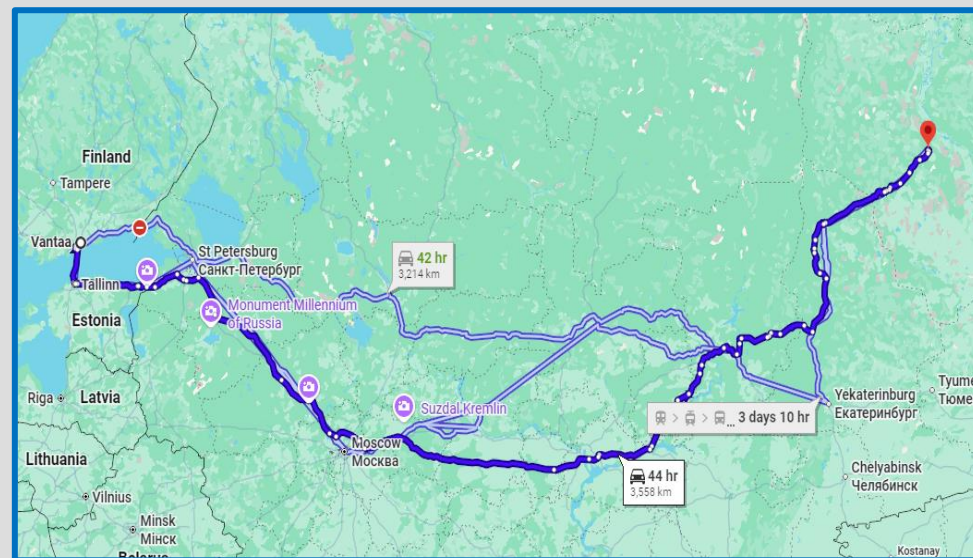 Finland
Tampere
Vantaa
St Petersburg
Санкт-Петербург
42 hr
3,214 km
Tallinn
Monument Millennium
of Russia
Estonia
Riga
Latvia
Suzdal Kremlin
Moscow
Москва
3 days 10 hr
Yekaterinburg
Екатеринбург
Tyume
Тюме
Lithuania
44 hr
3,558 km
Chelyabinsk
Челябинск
Vilnius
Minsk
Мінск
Belarus
Kostanay